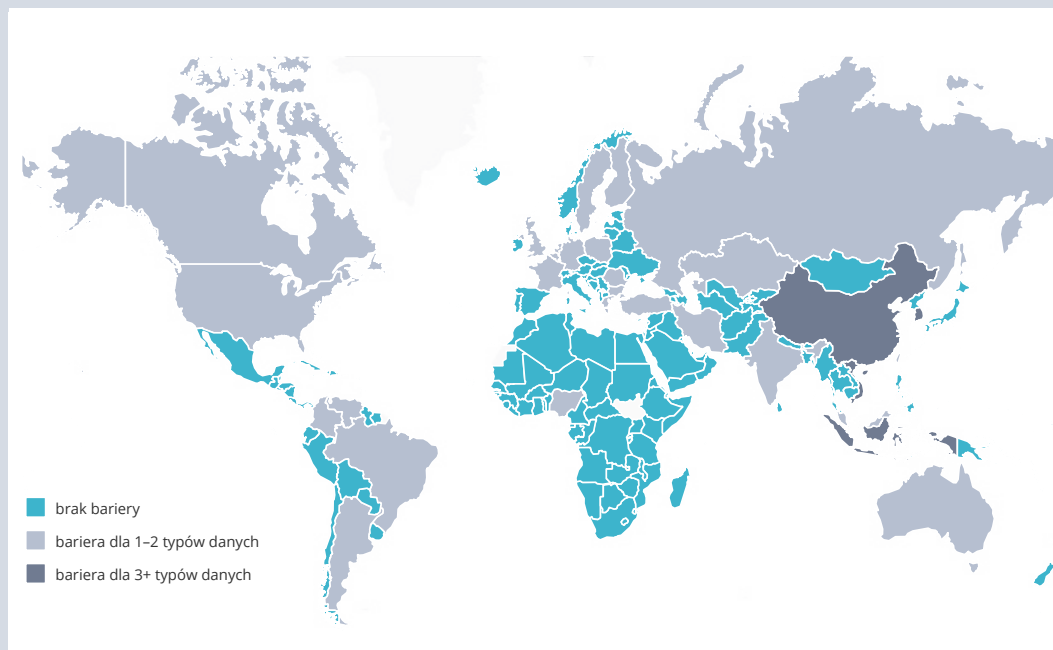 brak bariery
bariera dla 1–2 typów danych
bariera dla 3+ typów danych